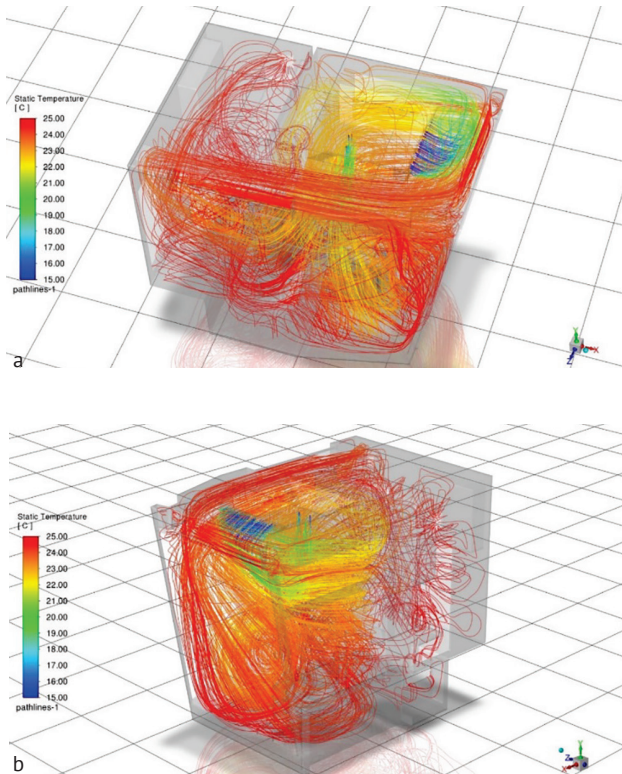 Static Temperature
[ C ]
25.00
24.00
23.00
22.00
21.00
20.00
19.00
18.00
17.00
16.00
15.00
pathlines-1
Y
X
Z
a
Static Temperature
[ C ]
25.00
24.00
23.00
22.00
21.00
20.00
19.00
18.00
17.00
16.00
15.00
pathlines-1
Y
Z
X
b